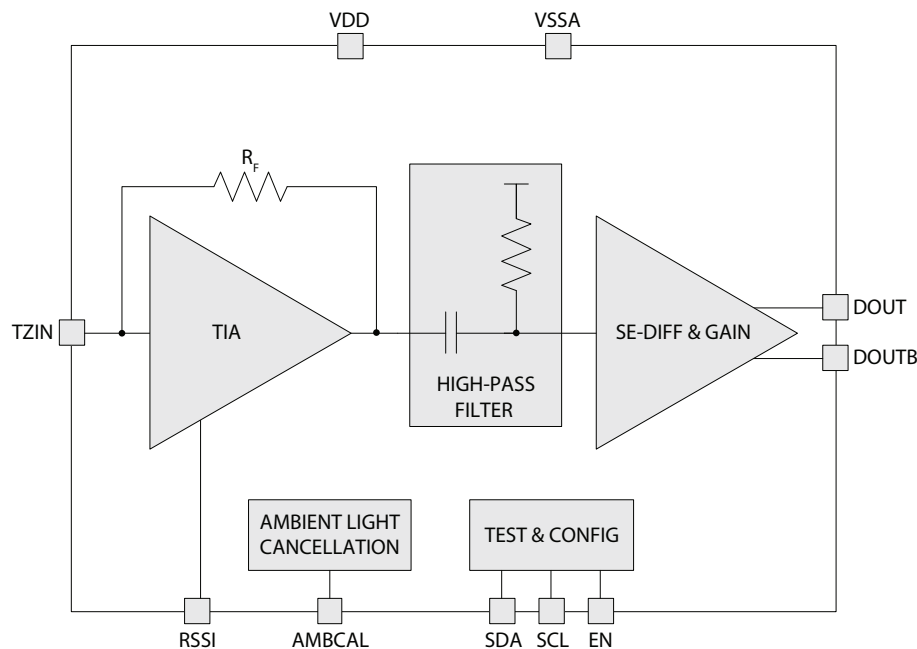 VDD
VSSA
R_F
TZIN
TIA
HIGH-PASS
FILTER
SE-DIFF & GAIN
DOUT
DOUTB
AMBIENT LIGHT
CANCELLATION
TEST & CONFIG
RSSI
AMBCAL
SDA
SCL
EN